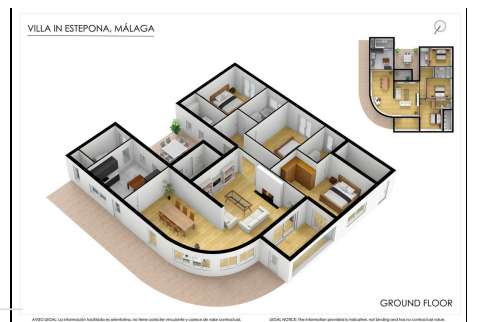 VILLA IN ESTEPONA, MÁLAGA
GROUND FLOOR
AVISO LEGAL: La información facilitada es orientativa, no tiene carácter vinculante y carece de valor contractual.
LEGAL NOTICE: The information provided is indicative, not binding and has no contractual value.